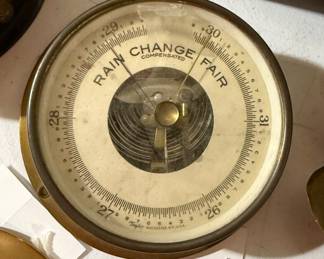 29 30
RAIN CHANGE FAIR
COMPENSATED
28 31
27 26